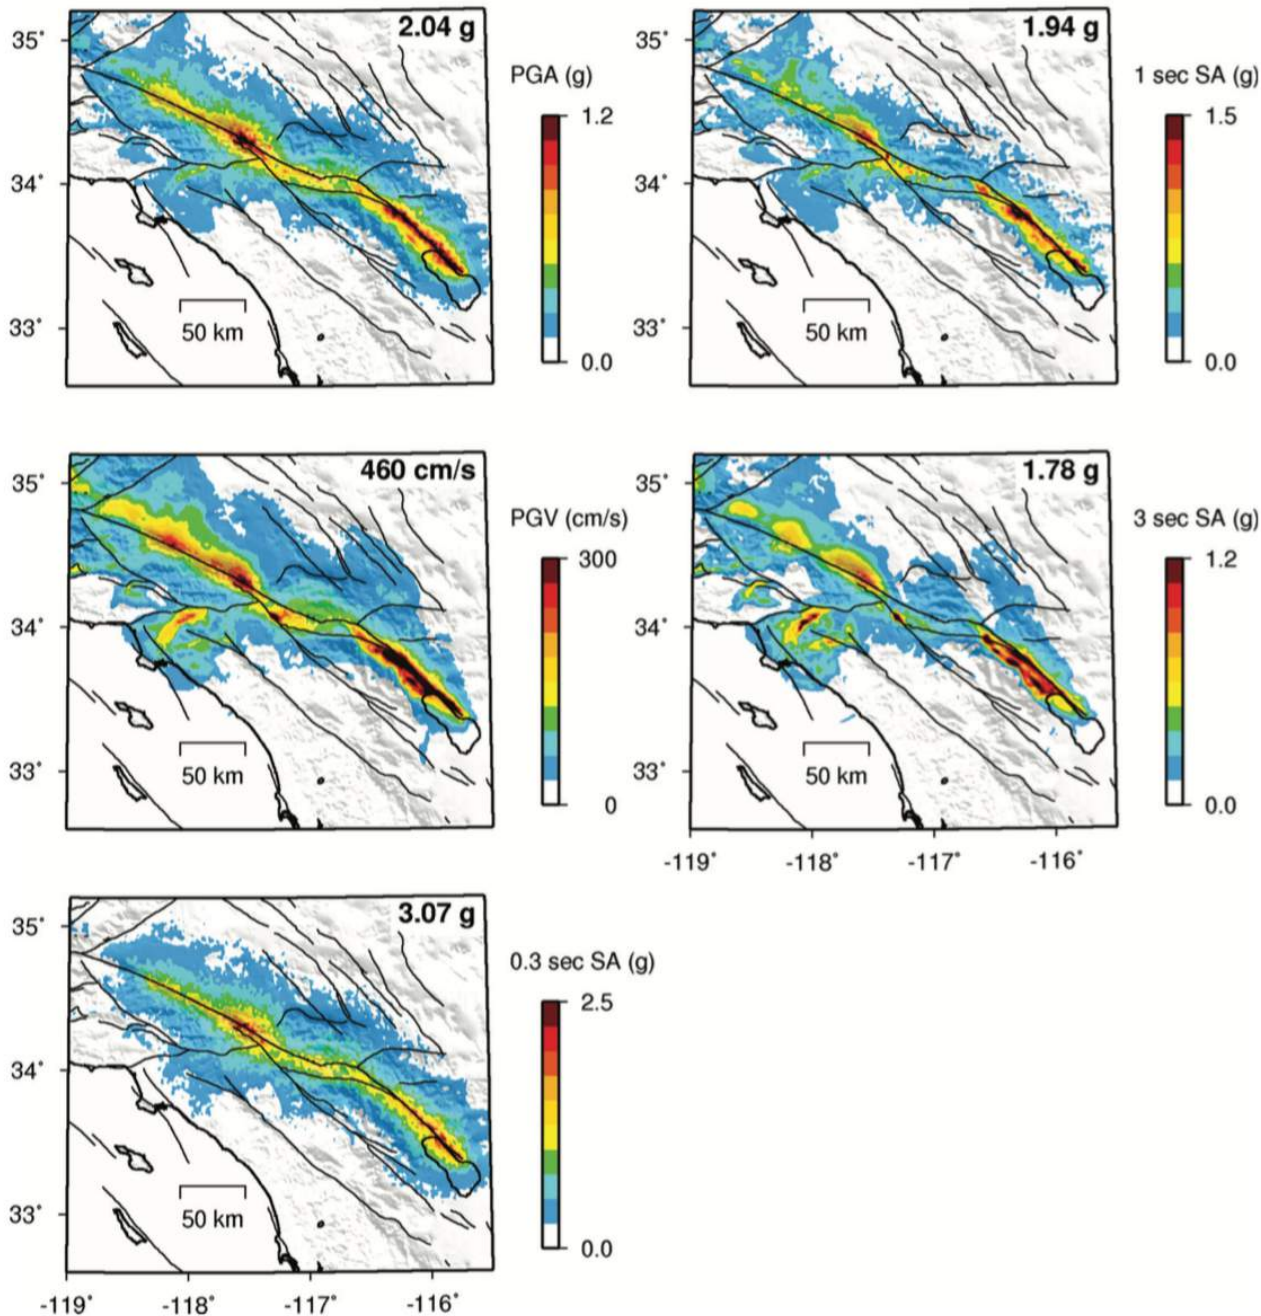 2.04 g
35°
34°
33°
50 km
PGA (g)
1.2
0.0
1.94 g
35°
34°
33°
50 km
1 sec SA (g)
1.5
0.0
460 cm/s
35°
34°
33°
50 km
PGV (cm/s)
300
0
1.78 g
35°
34°
33°
50 km
3 sec SA (g)
1.2
0.0
-119° -118° -117° -116°
3.07 g
35°
34°
33°
50 km
0.3 sec SA (g)
2.5
0.0
-119° -118° -117° -116°